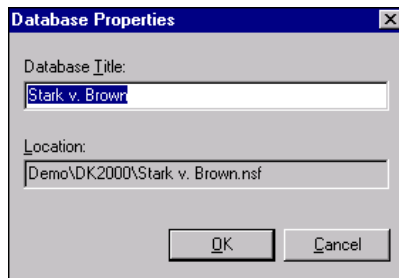 Database Properties
Database Title:
Stark v. Brown
Location:
Demo\DK2000\Stark v. Brown.nsf
OK Cancel